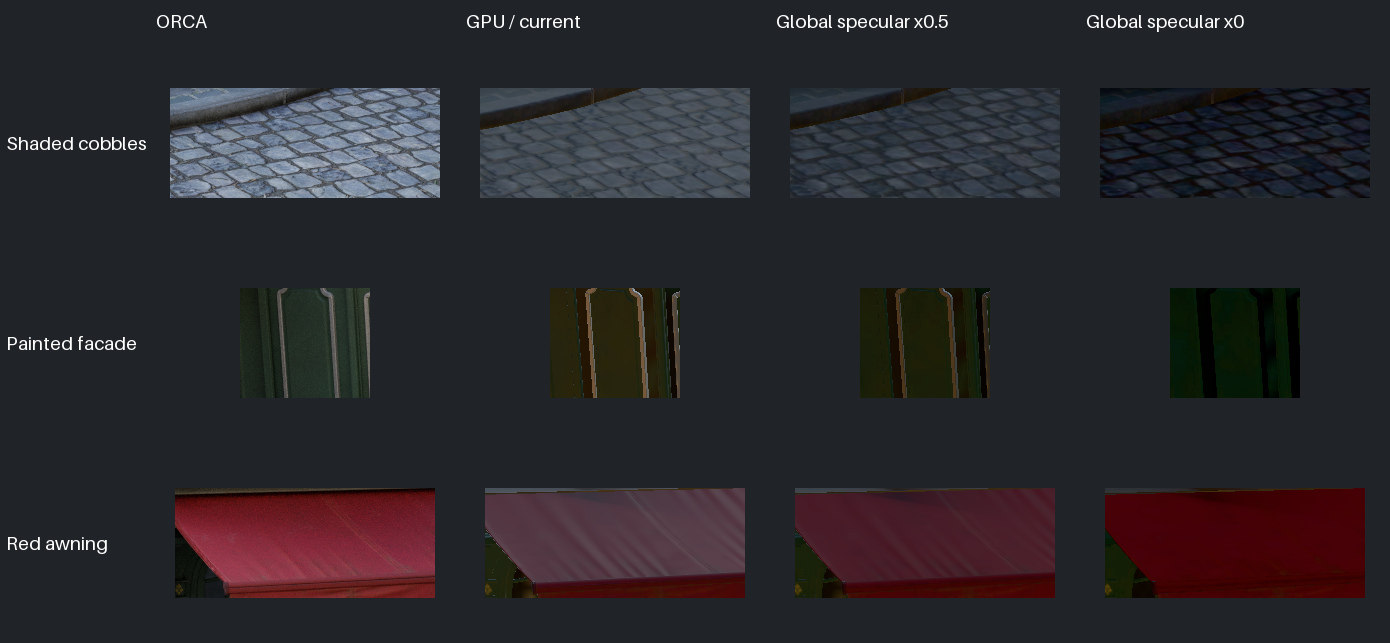 ORCA
GPU / current
Global specular x0.5
Global specular x0
Shaded cobbles
Painted facade
Red awning